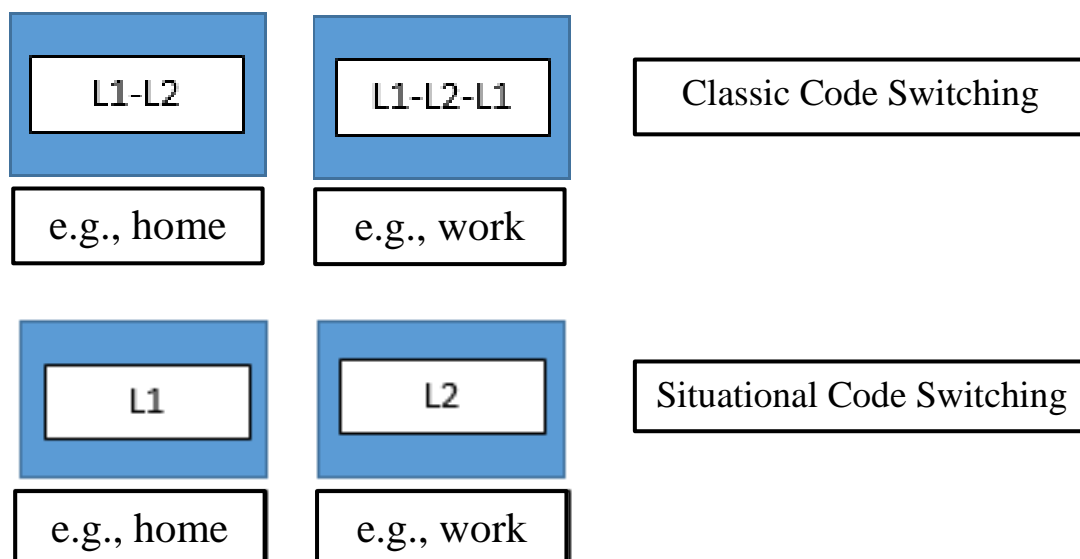 L1-L2
L1-L2-L1
Classic Code Switching
e.g., home
e.g., work
L1
L2
Situational Code Switching
e.g., home
e.g., work